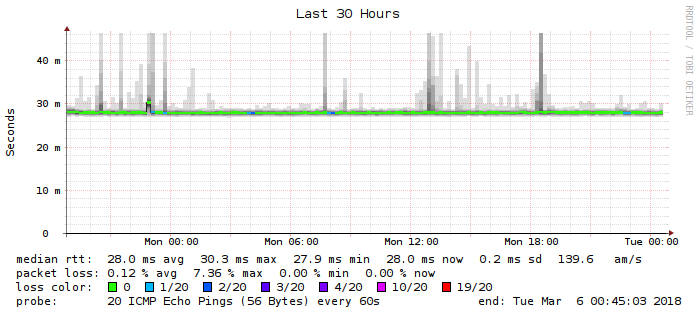 Last 30 Hours
RRDTOOL / TOBI OETIKER
Seconds
40 m
30 m
20 m
10 m
0
Mon 00:00 Mon 06:00 Mon 12:00 Mon 18:00 Tue 00:00
median rtt: 28.0 ms avg 30.3 ms max 27.9 ms min 28.0 ms now 0.2 ms sd 139.6 am/s
packet loss: 0.12 % avg 7.36 % max 0.00 % min 0.00 % now
loss color: 0 1/20 2/20 3/20 4/20 10/20 19/20
probe: 20 ICMP Echo Pings (56 Bytes) every 60s end: Tue Mar 6 00:45:03 2018